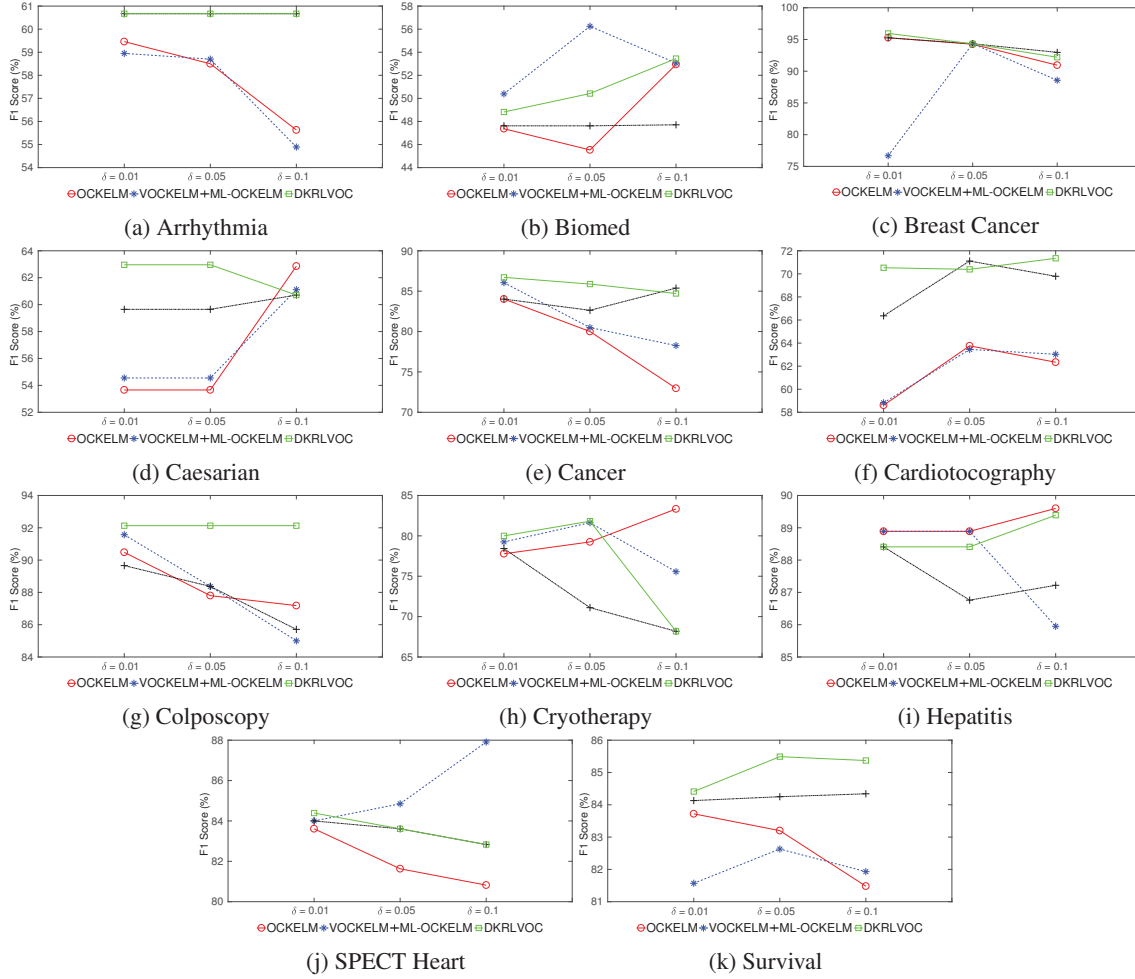 61
60
59
58
57
56
55
54
F1 Score (%)
δ = 0.01 δ = 0.05 δ = 0.1
OCKELM VOCKELM ML-OCKELM DKRLVOC
(a) Arrhythmia
58
56
54
52
50
48
46
44
F1 Score (%)
δ = 0.01 δ = 0.05 δ = 0.1
OCKELM VOCKELM ML-OCKELM DKRLVOC
(b) Biomed
100
95
90
85
80
75
F1 Score (%)
δ = 0.01 δ = 0.05 δ = 0.1
OCKELM VOCKELM ML-OCKELM DKRLVOC
(c) Breast Cancer
64
62
60
58
56
54
52
F1 Score (%)
δ = 0.01 δ = 0.05 δ = 0.1
OCKELM VOCKELM ML-OCKELM DKRLVOC
(d) Caesarian
90
85
80
75
70
F1 Score (%)
δ = 0.01 δ = 0.05 δ = 0.1
OCKELM VOCKELM ML-OCKELM DKRLVOC
(e) Cancer
72
70
68
66
64
62
60
58
F1 Score (%)
δ = 0.01 δ = 0.05 δ = 0.1
OCKELM VOCKELM ML-OCKELM DKRLVOC
(f) Cardiotocography
94
92
90
88
86
84
F1 Score (%)
δ = 0.01 δ = 0.05 δ = 0.1
OCKELM VOCKELM ML-OCKELM DKRLVOC
(g) Colposcopy
85
80
75
70
65
F1 Score (%)
δ = 0.01 δ = 0.05 δ = 0.1
OCKELM VOCKELM ML-OCKELM DKRLVOC
(h) Cryotherapy
90
89
88
87
86
85
F1 Score (%)
δ = 0.01 δ = 0.05 δ = 0.1
OCKELM VOCKELM ML-OCKELM DKRLVOC
(i) Hepatitis
88
86
84
82
80
F1 Score (%)
δ = 0.01 δ = 0.05 δ = 0.1
OCKELM VOCKELM ML-OCKELM DKRLVOC
(j) SPECT Heart
86
85
84
83
82
81
F1 Score (%)
δ = 0.01 δ = 0.05 δ = 0.1
OCKELM VOCKELM ML-OCKELM DKRLVOC
(k) Survival